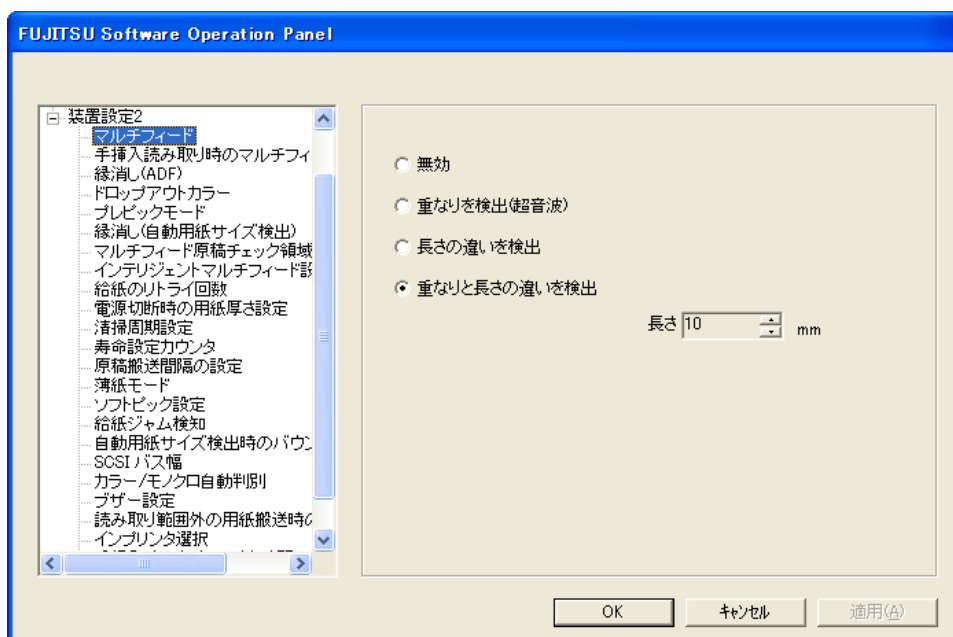 FUJITSU Software Operation Panel
装置設定2
マルチフィード
手挿入読み取り時のマルチフィ
縁消し(ADF)
ドロップアウトカラー
プレピックモード
縁消し(自動用紙サイズ検出)
マルチフィード原稿チェック領域
インテリジェントマルチフィード設
給紙のリトライ回数
電源切断時の用紙厚さ設定
清掃周期設定
寿命設定カウンタ
原稿搬送間隔の設定
薄紙モード
ソフトピック設定
給紙ジャム検知
自動用紙サイズ検出時のバウン
SCSI バス幅
カラー/モノクロ自動判別
ブザー設定
読み取り範囲外の用紙搬送時の
インプリンタ選択
無効
重なりを検出(超音波)
長さの違いを検出
重なりと長さの違いを検出
長さ 10 mm
OK キャンセル 適用(A)